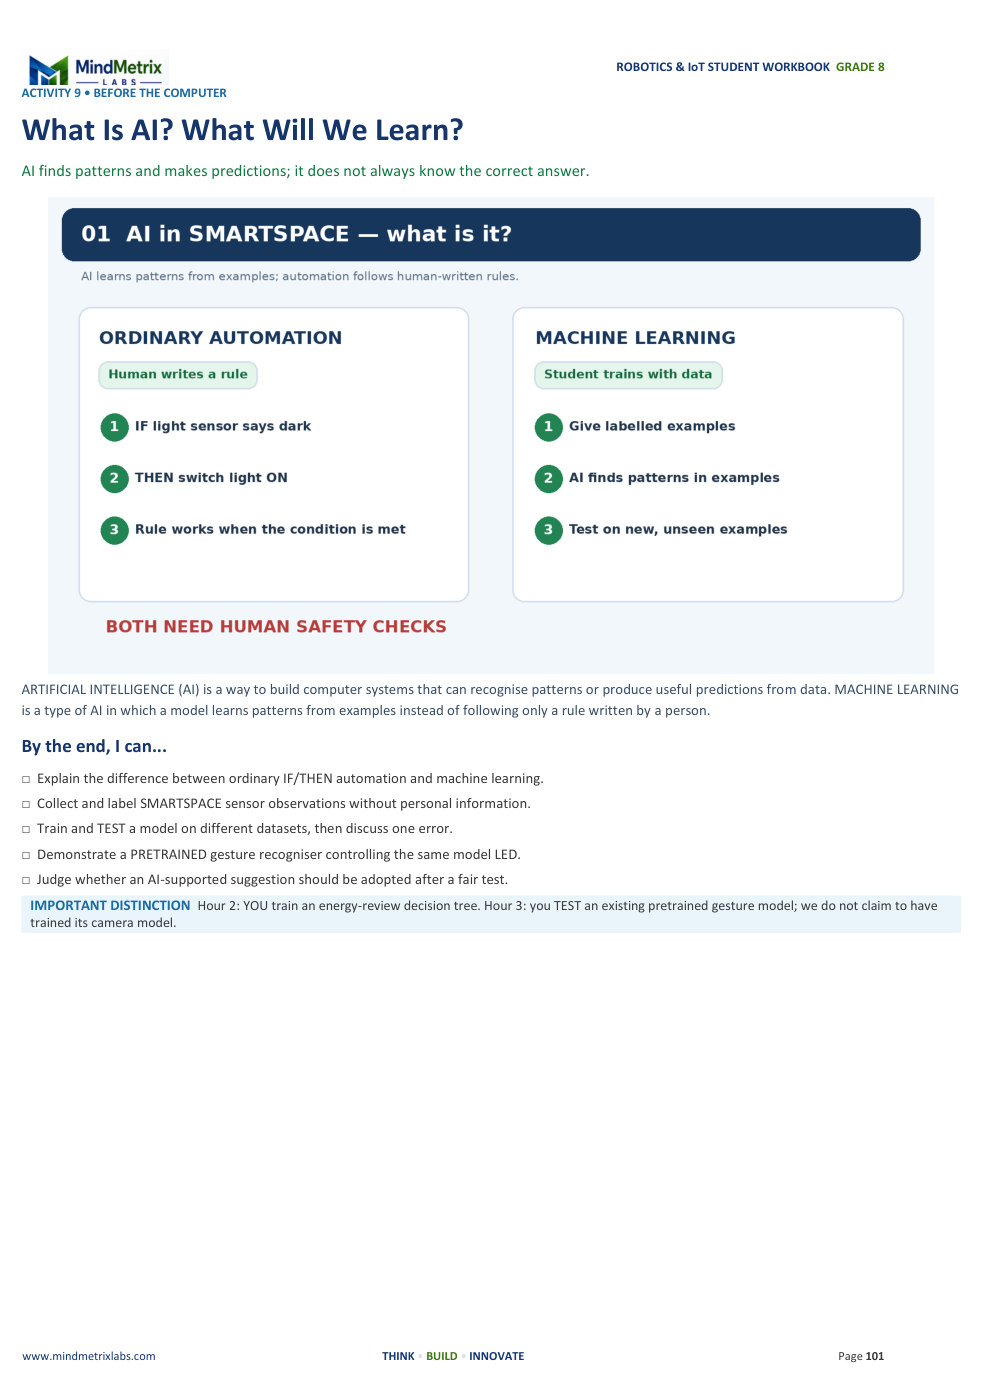 MindMetrix
LABS
ROBOTICS & IoT STUDENT WORKBOOK GRADE 8
ACTIVITY 9 • BEFORE THE COMPUTER
What Is AI? What Will We Learn?
AI finds patterns and makes predictions; it does not always know the correct answer.
01 AI in SMARTSPACE — what is it?
AI learns patterns from examples; automation follows human-written rules.
ORDINARY AUTOMATION
Human writes a rule
1 IF light sensor says dark
2 THEN switch light ON
3 Rule works when the condition is met
MACHINE LEARNING
Student trains with data
1 Give labelled examples
2 AI finds patterns in examples
3 Test on new, unseen examples
BOTH NEED HUMAN SAFETY CHECKS
ARTIFICIAL INTELLIGENCE (AI) is a way to build computer systems that can recognise patterns or produce useful predictions from data. MACHINE LEARNING
is a type of AI in which a model learns patterns from examples instead of following only a rule written by a person.
By the end, I can...
□ Explain the difference between ordinary IF/THEN automation and machine learning.
□ Collect and label SMARTSPACE sensor observations without personal information.
□ Train and TEST a model on different datasets, then discuss one error.
□ Demonstrate a PRETRAINED gesture recogniser controlling the same model LED.
□ Judge whether an AI-supported suggestion should be adopted after a fair test.
IMPORTANT DISTINCTION Hour 2: YOU train an energy-review decision tree. Hour 3: you TEST an existing pretrained gesture model; we do not claim to have
trained its camera model.
www.mindmetrixlabs.com
THINK • BUILD • INNOVATE
Page 101